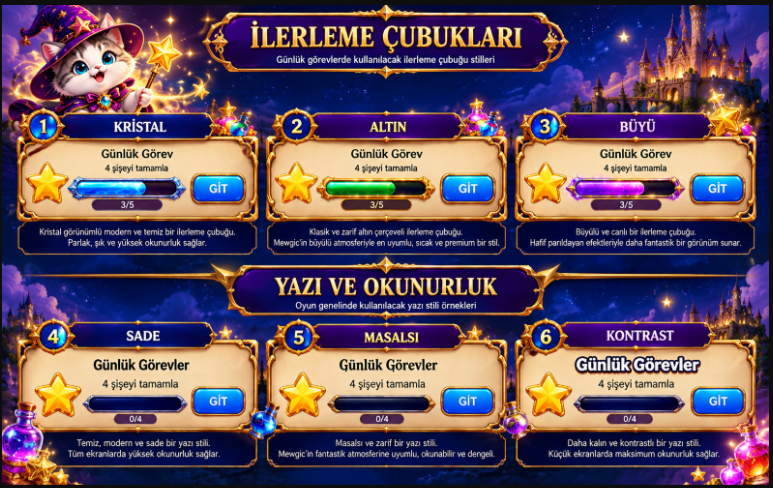 İLERLEME ÇUBUKLARI
Günlük görevlerde kullanılacak ilerleme çubuğu stilleri
1 KRİSTAL
Günlük Görev
4 şişeyi tamamla
GİT
3/5
Kristal görünümlü modern ve temiz bir ilerleme çubuğu.
Parlak, şık ve yüksek okunurluk sağlar.
2 ALTIN
Günlük Görev
4 şişeyi tamamla
GİT
3/5
Klasik ve zarif altın çerçeveli ilerleme çubuğu.
Mewgic'in büyülü atmosferiyle en uyumlu, sıcak ve premium bir stil.
3 BÜYÜ
Günlük Görev
4 şişeyi tamamla
GİT
3/5
Büyülü ve canlı bir ilerleme çubuğu.
Hafif parıldayan efektleriyle daha fantastik bir görünüm sunar.
YAZI VE OKUNURLUK
Oyun genelinde kullanılacak yazı stili örnekleri
4 SADE
Günlük Görevler
4 şişeyi tamamla
GİT
0/4
Temiz, modern ve sade bir yazı stili.
Tüm ekranlarda yüksek okunurluk sağlar.
5 MASALSI
Günlük Görevler
4 şişeyi tamamla
GİT
0/4
Masalsı ve zarif bir yazı stili.
Mewgic'in fantastik atmosferine uyumlu, okunabilir ve dengeli.
6 KONTRAST
Günlük Görevler
4 şişeyi tamamla
GİT
0/4
Daha kalın ve kontrastlı bir yazı stili.
Küçük ekranlarda maksimum okunurluk sağlar.